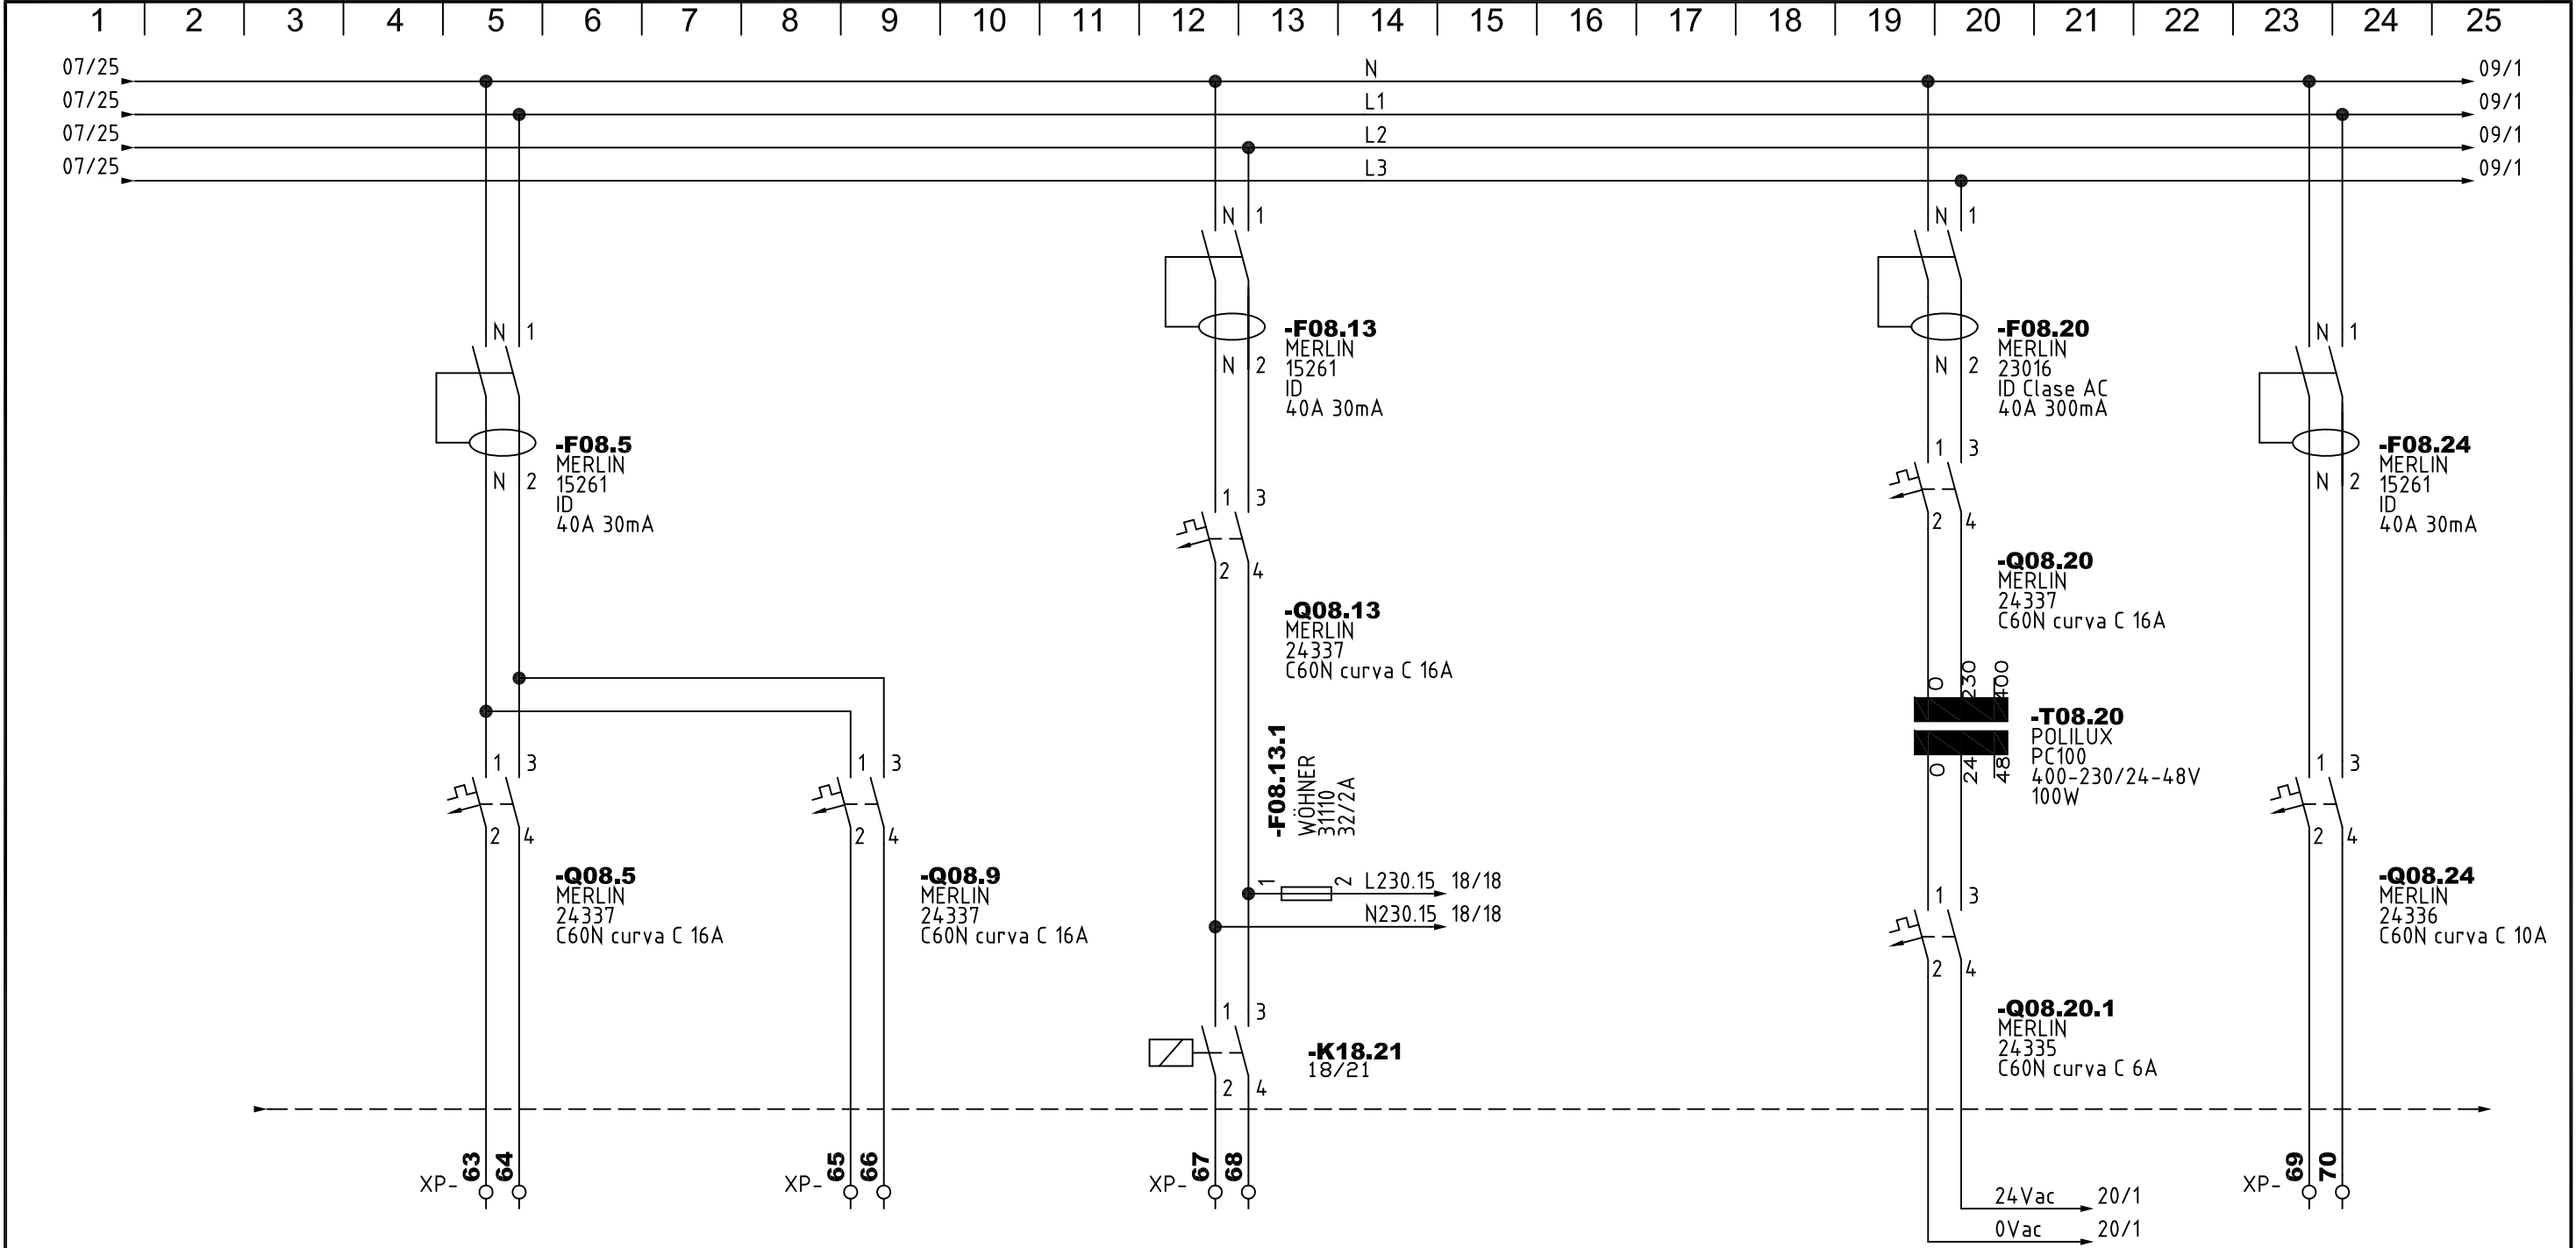 1 2 3 4 5 6 7 8 9 10 11 12 13 14 15 16 17 18 19 20 21 22 23 24 25
07/25 N 09/1
07/25 L1 09/1
07/25 L2 09/1
07/25 L3 09/1
N 1
N 2
-F08.5
MERLIN
15261
ID
40A 30mA
1 3
2 4
-Q08.5
MERLIN
24337
C60N curva C 16A
XP- 63 64
1 3
2 4
-Q08.9
MERLIN
24337
C60N curva C 16A
XP- 65 66
N 1
-F08.13
MERLIN
15261
ID
40A 30mA
N 2
1 3
2 4
-Q08.13
MERLIN
24337
C60N curva C 16A
-F08.13.1
WÖHNER
31110
32/2A
1 2 L230.15 18/18
N230.15 18/18
1 3
-K18.21
18/21
2 4
XP- 67 68
N 1
-F08.20
MERLIN
23016
ID Clase AC
40A 300mA
N 2
1 3
2 4
-Q08.20
MERLIN
24337
C60N curva C 16A
0 230 400
-T08.20
POLILUX
PC100
400-230/24-48V
100W
0 24 48
1 3
2 4
-Q08.20.1
MERLIN
24335
C60N curva C 6A
24Vac 20/1
0Vac 20/1
N 1
-F08.24
MERLIN
15261
ID
40A 30mA
N 2
1 3
2 4
-Q08.24
MERLIN
24336
C60N curva C 10A
XP- 69 70